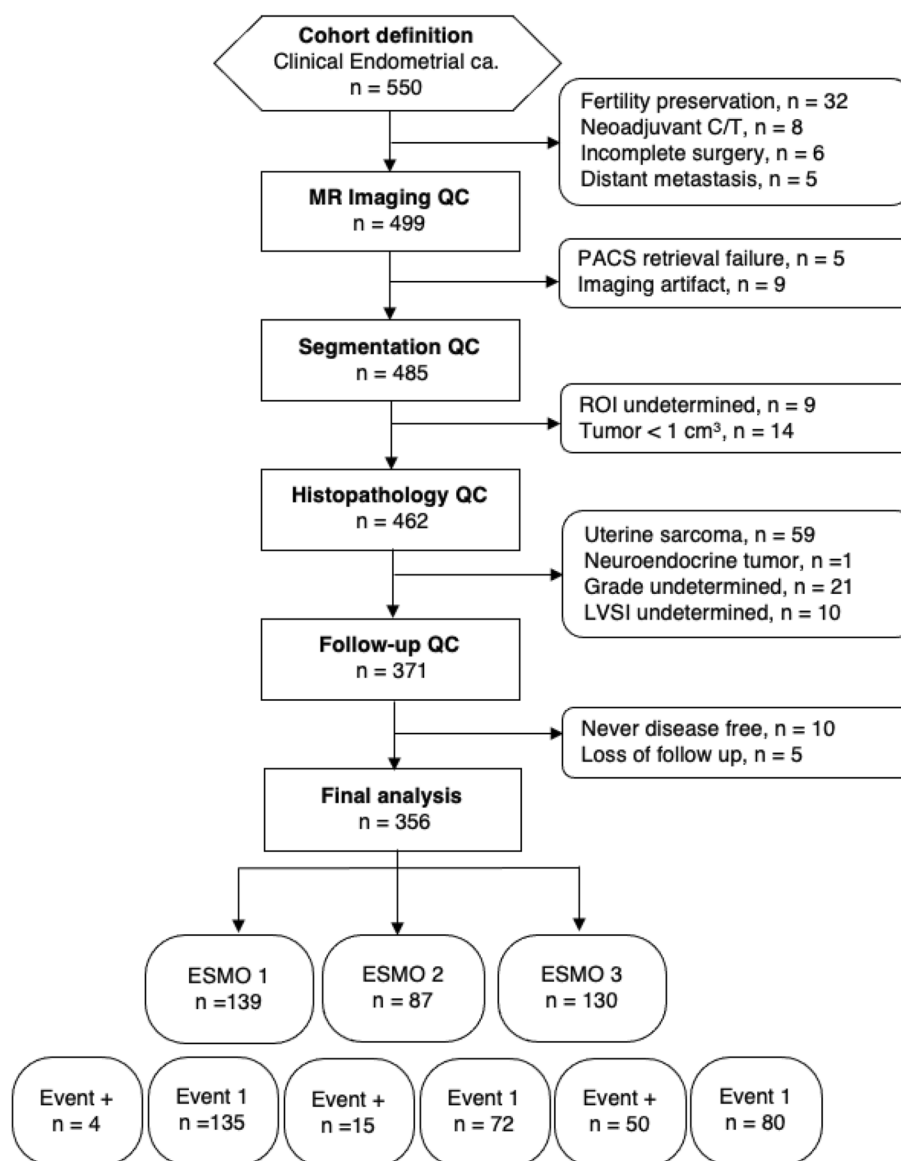 Cohort definition
Clinical Endometrial ca.
n = 550
Fertility preservation, n = 32
Neoadjuvant C/T, n = 8
Incomplete surgery, n = 6
Distant metastasis, n = 5
MR Imaging QC
n = 499
PACS retrieval failure, n = 5
Imaging artifact, n = 9
Segmentation QC
n = 485
ROI undetermined, n = 9
Tumor < 1 cm³, n = 14
Histopathology QC
n = 462
Uterine sarcoma, n = 59
Neuroendocrine tumor, n =1
Grade undetermined, n = 21
LVSI undetermined, n = 10
Follow-up QC
n = 371
Never disease free, n = 10
Loss of follow up, n = 5
Final analysis
n = 356
ESMO 1
n =139
ESMO 2
n = 87
ESMO 3
n = 130
Event +
n = 4
Event 1
n =135
Event +
n =15
Event 1
n = 72
Event +
n = 50
Event 1
n = 80